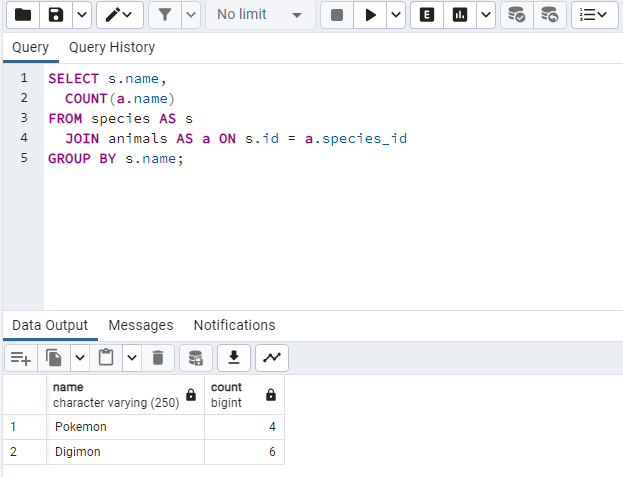 No limit
E
Query Query History
1 SELECT s.name,
2 COUNT(a.name)
3 FROM species AS s
4 JOIN animals AS a ON s.id = a.species_id
5 GROUP BY s.name;
Data Output Messages Notifications
name count
character varying (250) bigint
1 Pokemon 4
2 Digimon 6